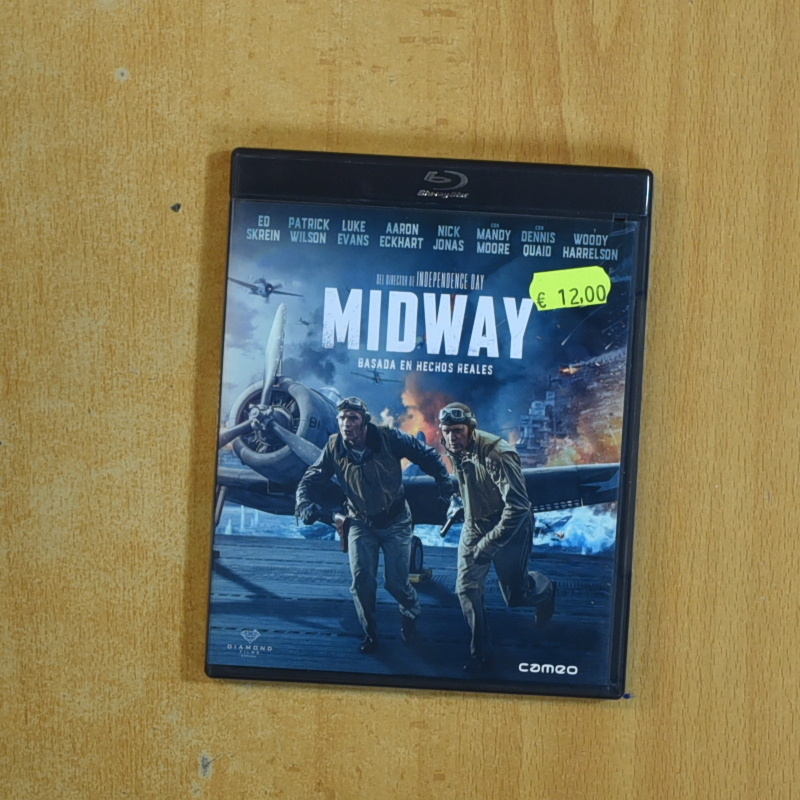 Blu-ray Disc
ED SKREIN PATRICK WILSON LUKE EVANS AARON ECKHART NICK JONAS CON MANDY MOORE CON DENNIS QUAID Y WOODY HARRELSON
DEL DIRECTOR DE INDEPENDENCE DAY
€ 12,00
MIDWAY
BASADA EN HECHOS REALES
DIAMOND
FILMS
cameo